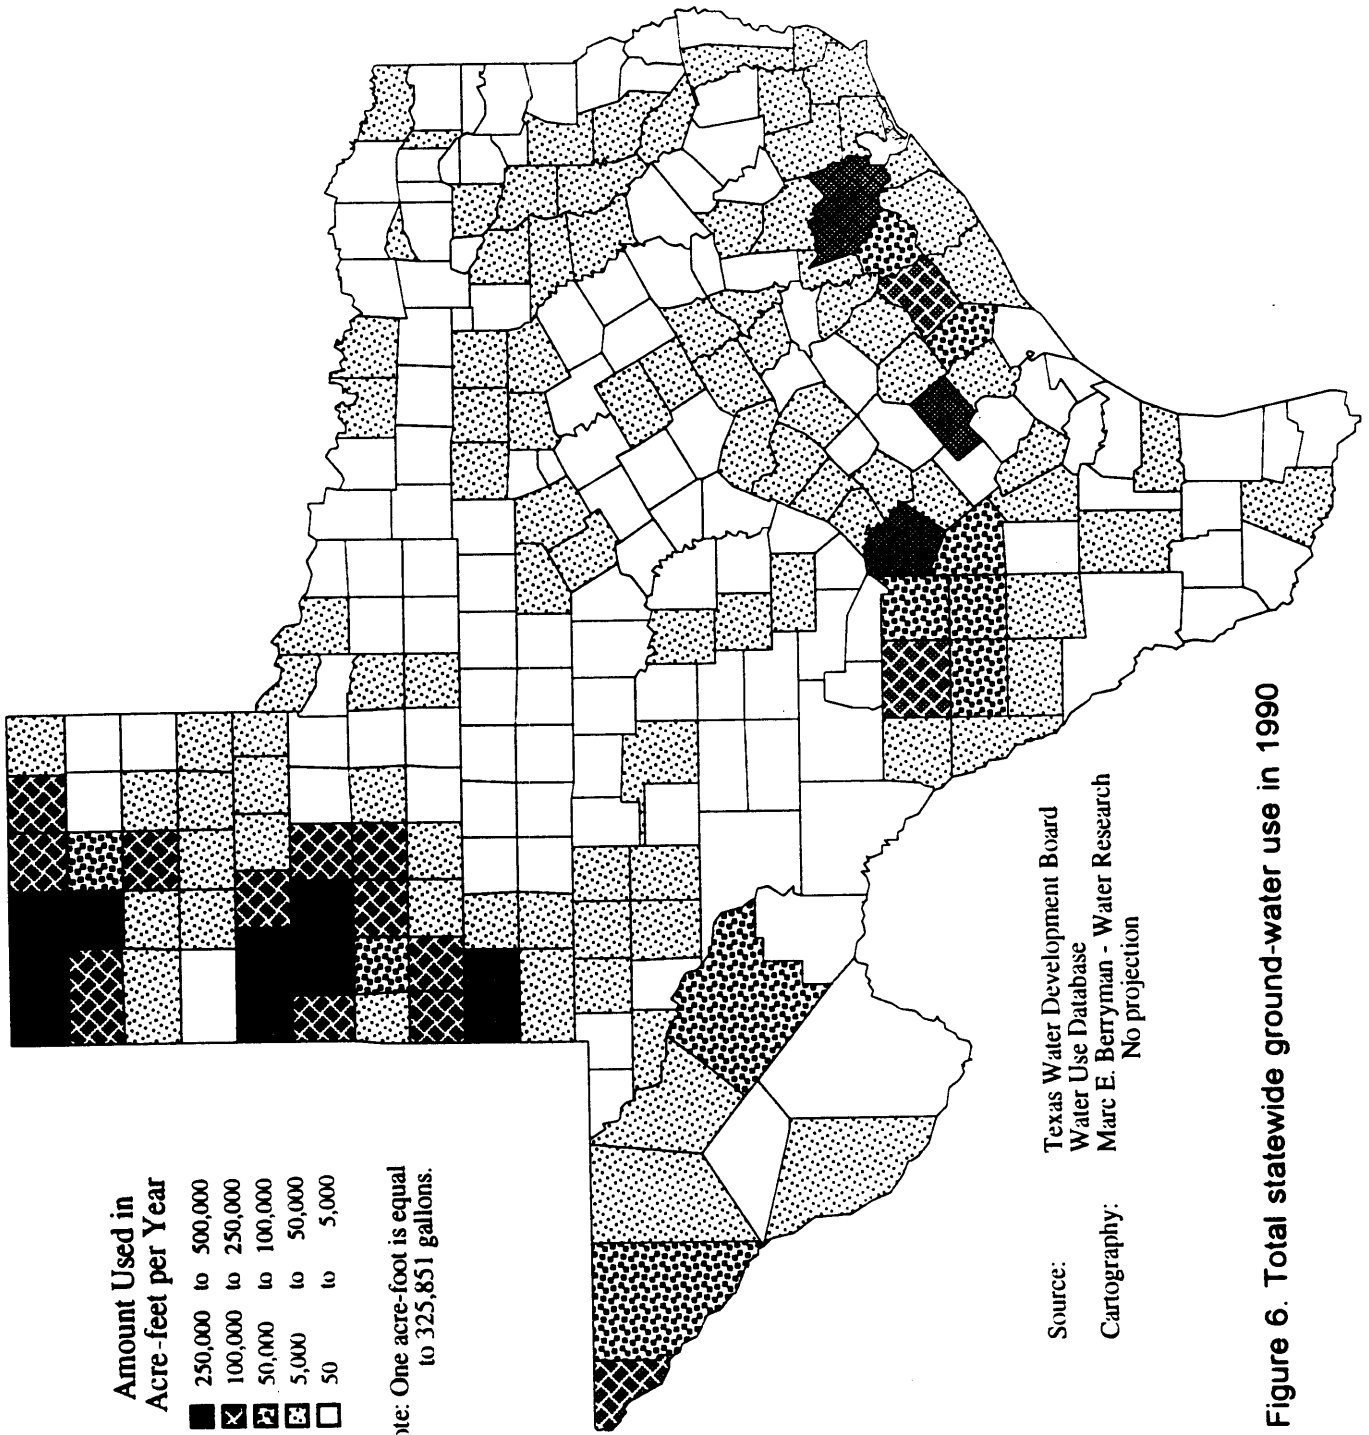 Amount Used in
Acre-feet per Year
250,000 to 500,000
100,000 to 250,000
50,000 to 100,000
5,000 to 50,000
50 to 5,000
ote: One acre-foot is equal
to 325,851 gallons.
Source: Texas Water Development Board
Water Use Database
Cartography: Marc E. Berryman - Water Research
No projection
Figure 6. Total statewide ground-water use in 1990